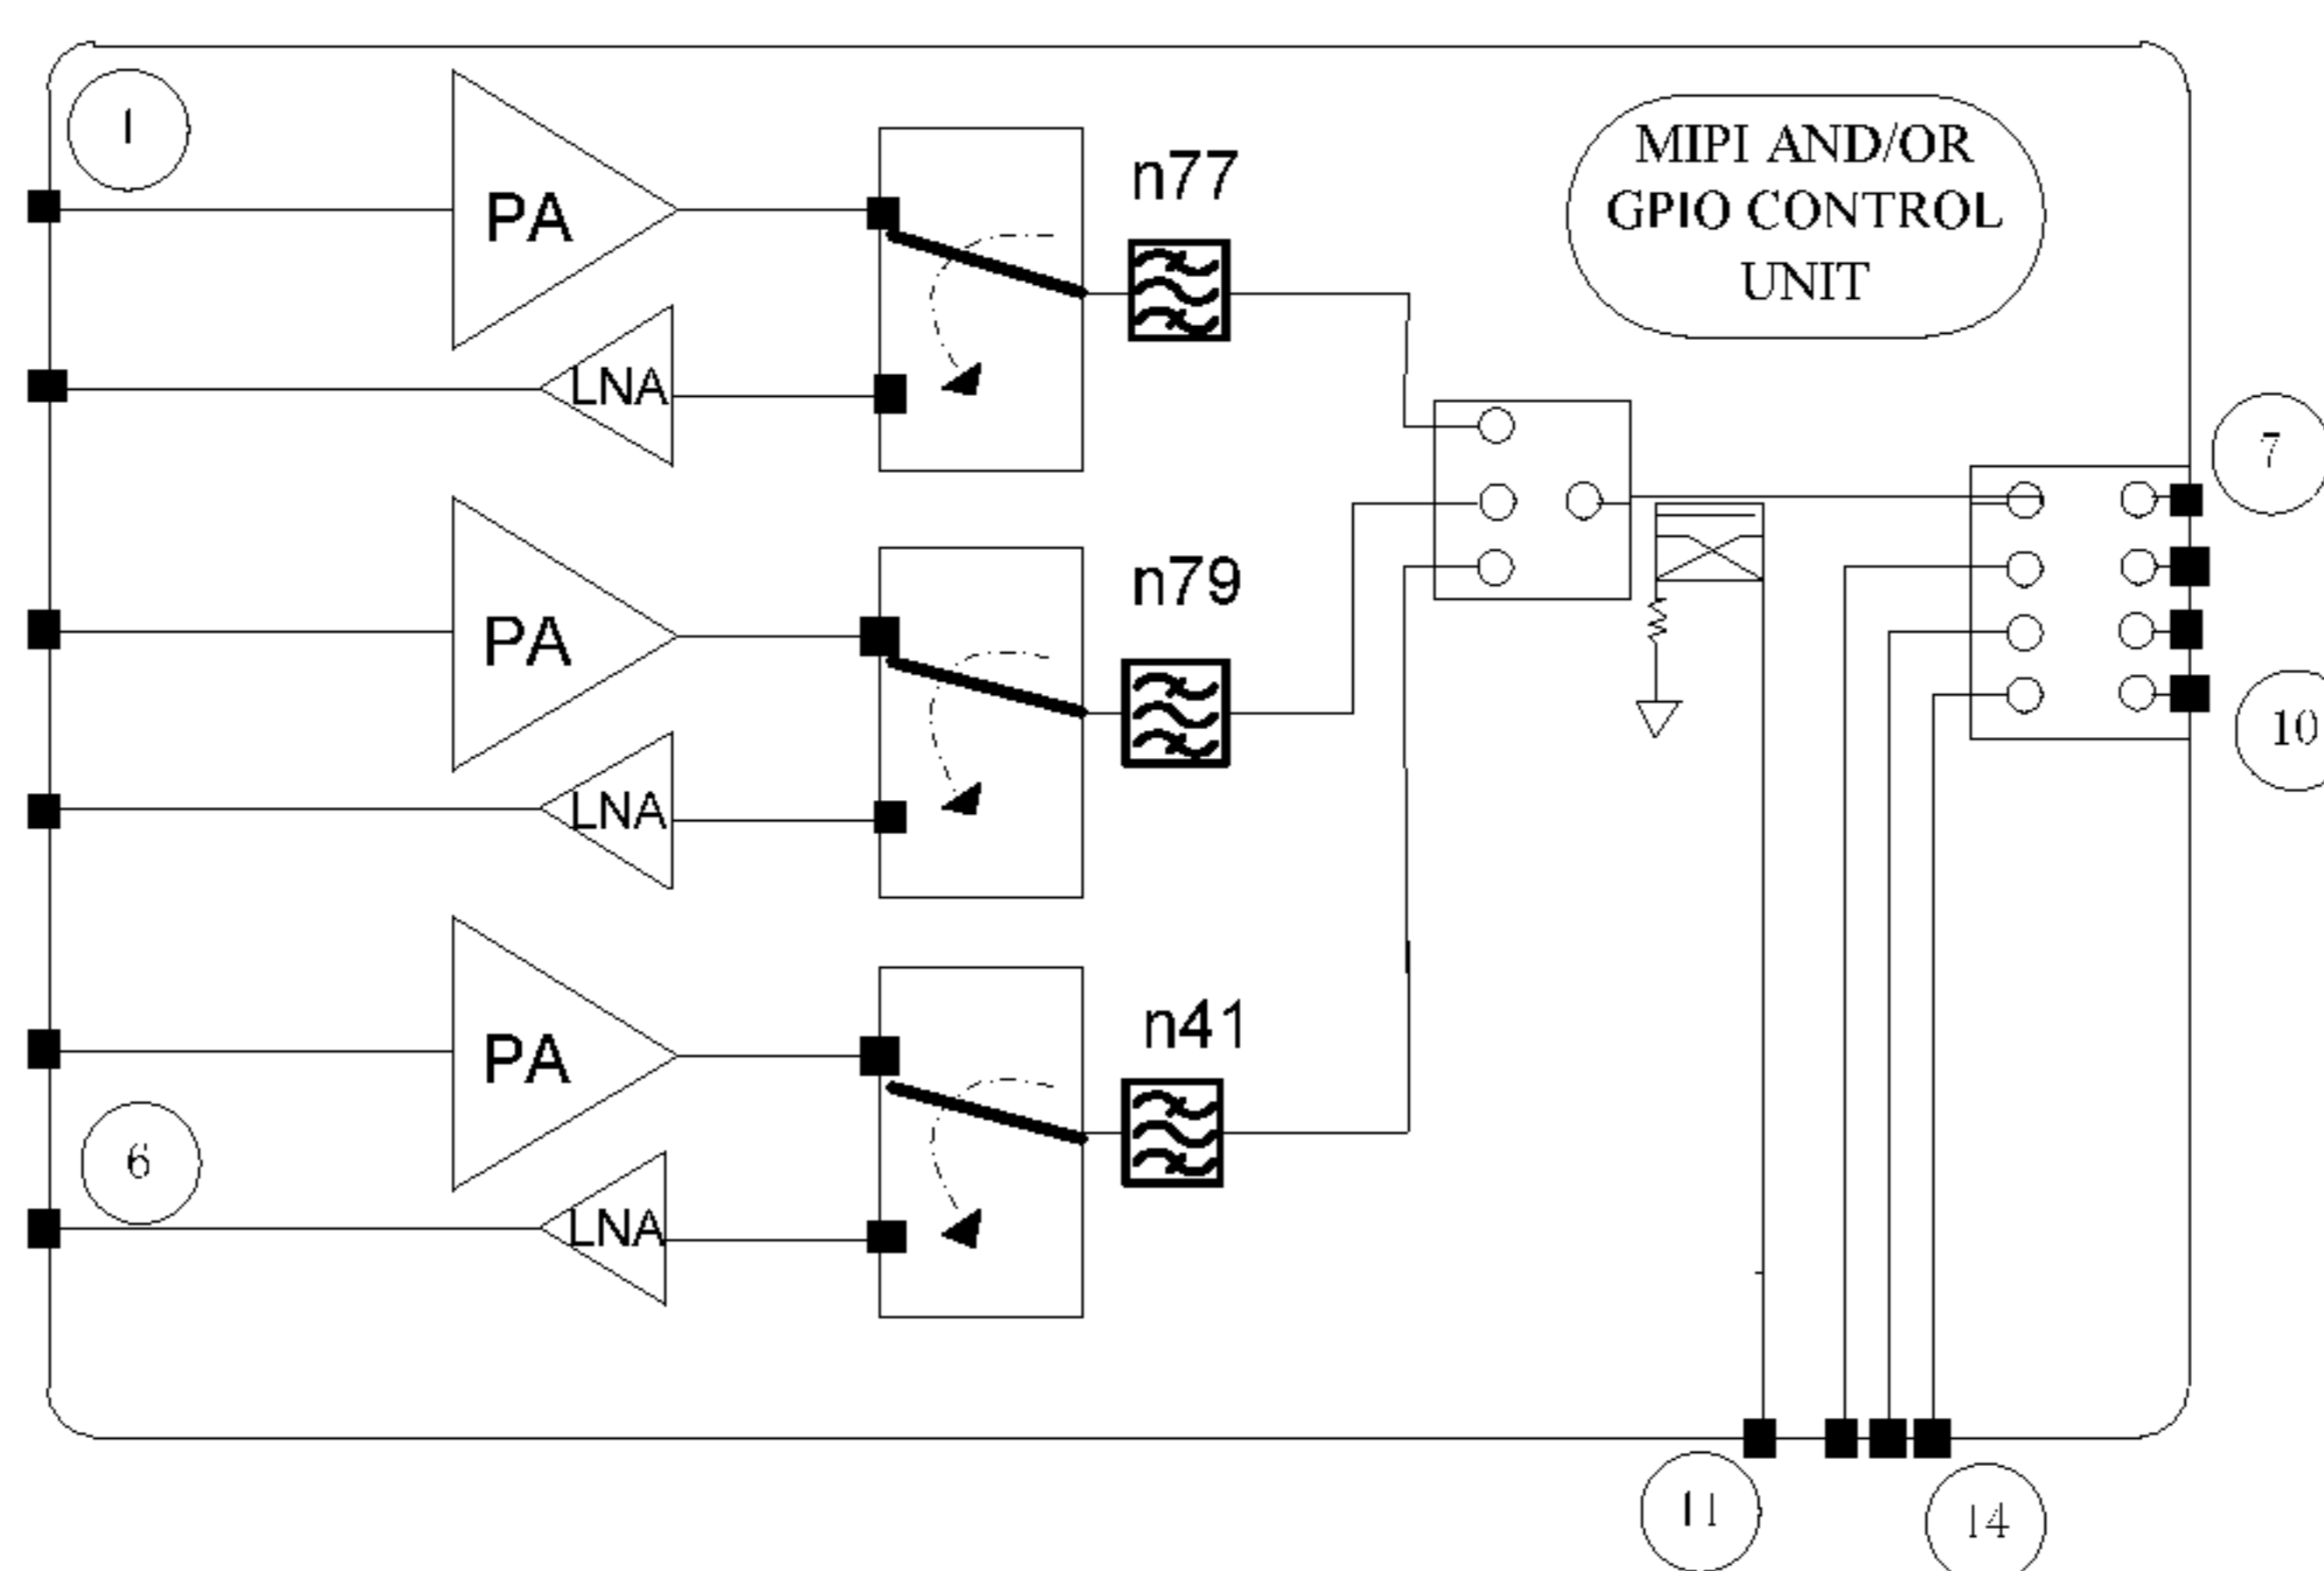 1
PA
n77
MIPI AND/OR
GPIO CONTROL
UNIT
LNA
7
PA
n79
10
LNA
PA
n41
6
LNA
11
14